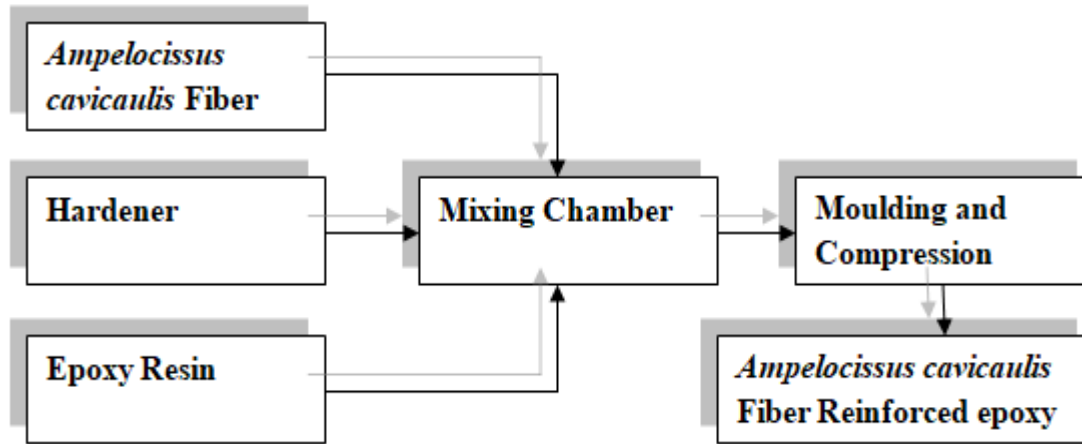 Ampelocissus
cavicaulis Fiber
Hardener
Mixing Chamber
Moulding and
Compression
Epoxy Resin
Ampelocissus cavicaulis
Fiber Reinforced epoxy